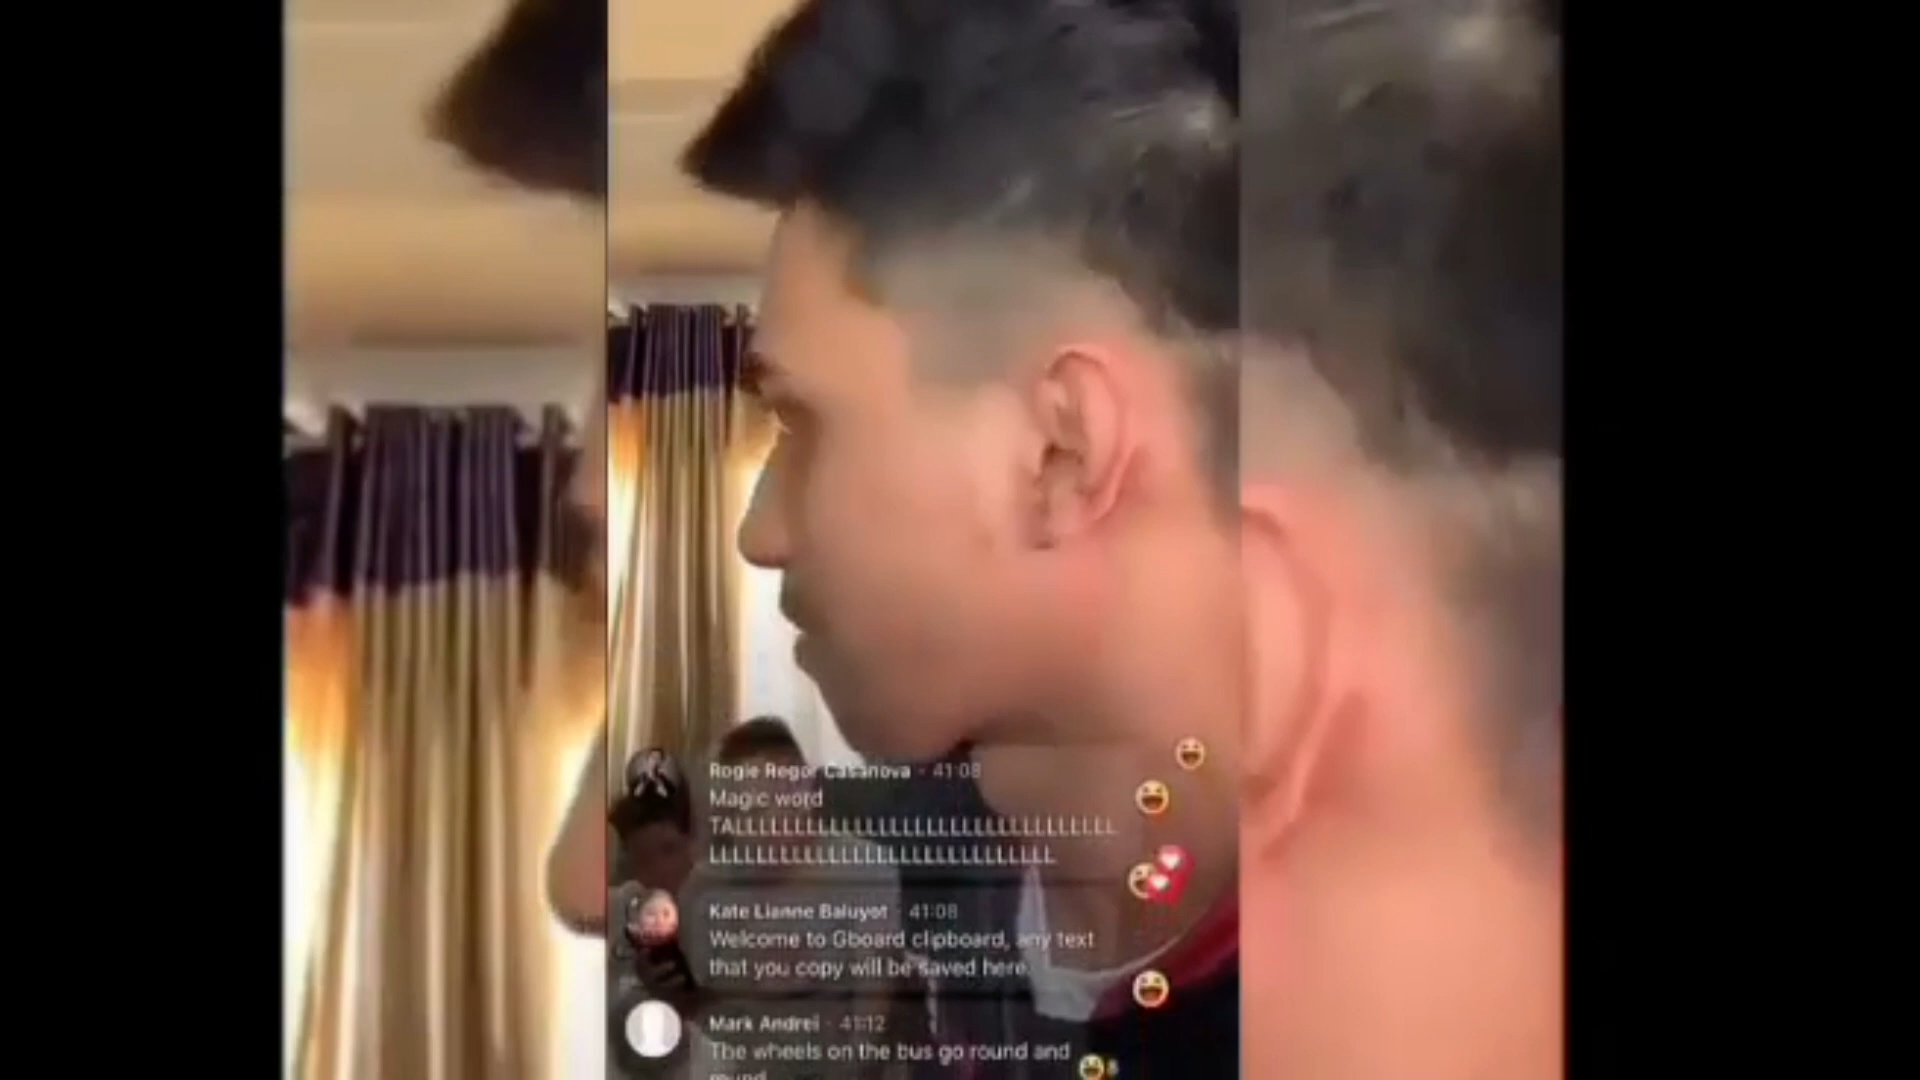 Rogie Regor Casanova · 41:08
Magic word
TALLLLLLLLLLLLLLLLLLLLLLLLLLLLLLL
LLLLLLLLLLLLLLLLLLLLLLLLLLLLL
Kate Lianne Baluyot · 41:08
Welcome to Gboard clipboard, any text
that you copy will be saved here.
Mark Andrei · 41:12
The wheels on the bus go round and
round